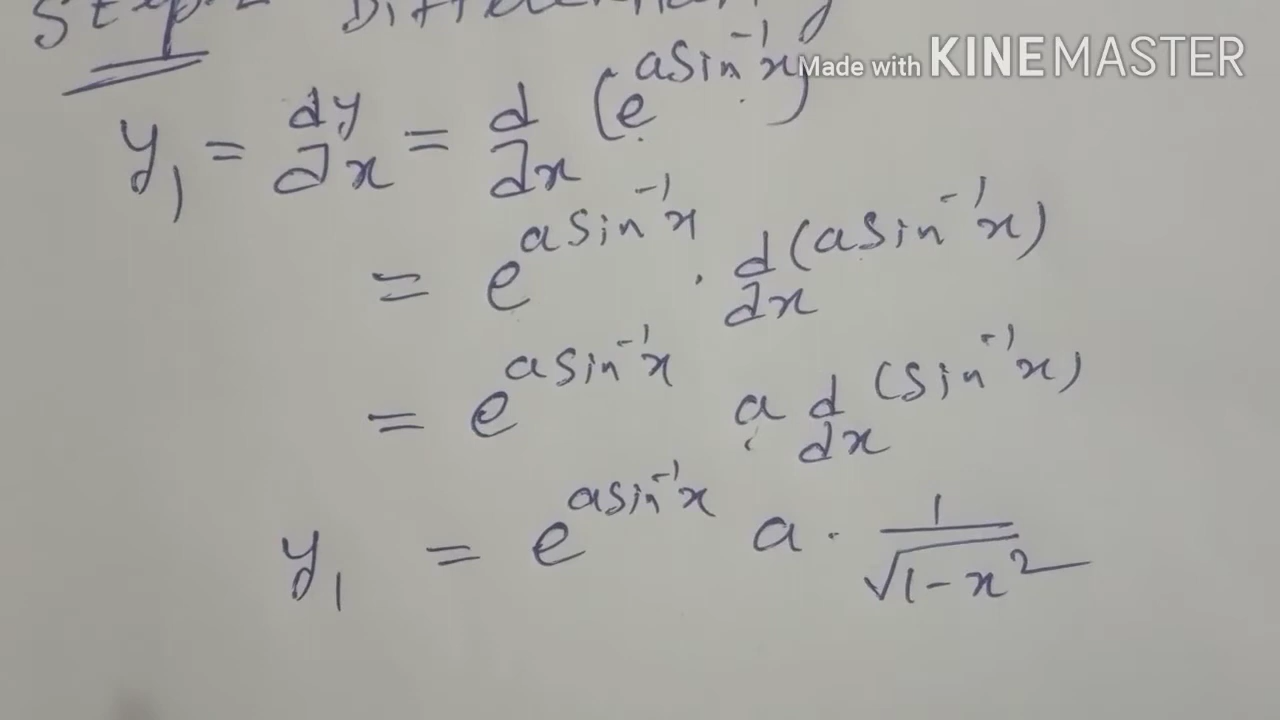 Step
Made with KINEMASTER
y₁ = dy/dx = d/dx (e^(a sin⁻¹x))
= e^(a sin⁻¹x) · d/dx (a sin⁻¹x)
= e^(a sin⁻¹x) a d/dx (sin⁻¹x)
y₁ = e^(a sin⁻¹x) a · 1/√(1-x²)